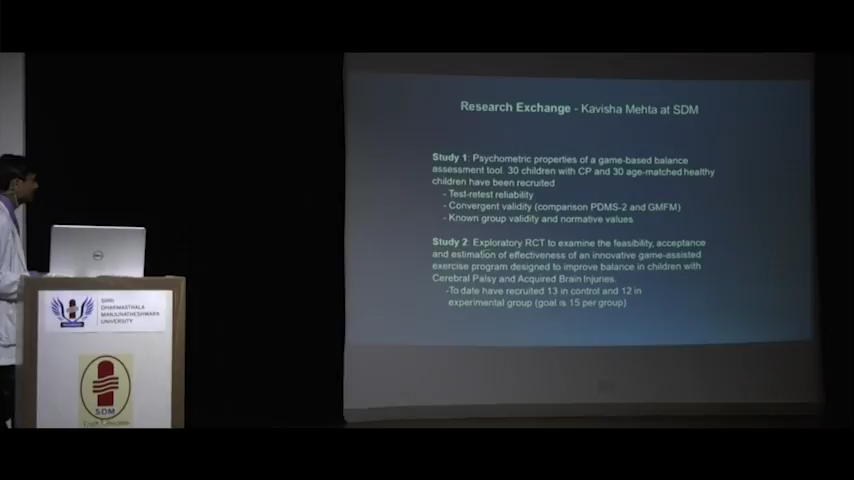 Research Exchange - Kavisha Mehta at SDM
Study 1: Psychometric properties of a game-based balance
assessment tool. 30 children with CP and 30 age-matched healthy
children have been recruited
- Test-retest reliability
- Convergent validity (comparison PDMS-2 and GMFM)
- Known group validity and normative values
Study 2: Exploratory RCT to examine the feasibility, acceptance
and estimation of effectiveness of an innovative game-assisted
exercise program designed to improve balance in children with
Cerebral Palsy and Acquired Brain Injuries.
-To date have recruited 13 in control and 12 in
experimental group (goal is 15 per group)
DELL
SHRI
DHARMASTHALA
MANJUNATHESHWARA
UNIVERSITY
SDM